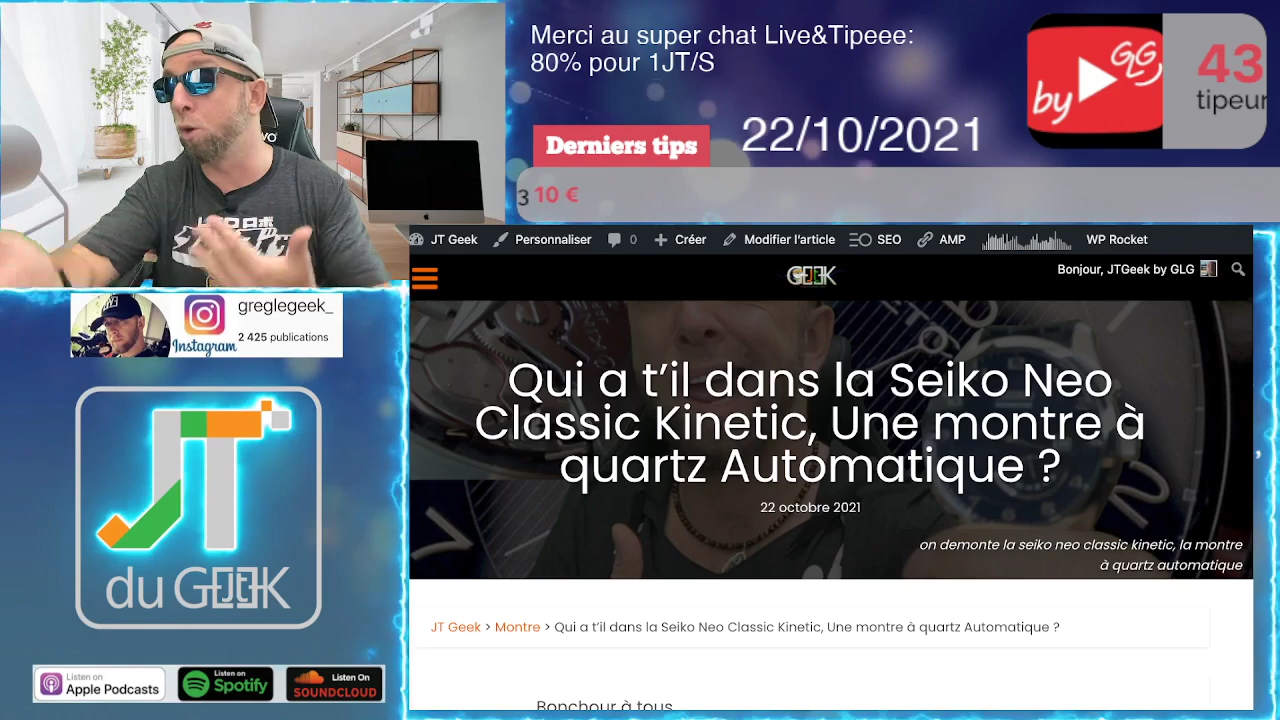 Merci au super chat Live&Tipeee:
80% pour 1JT/S
by GLG
43
tipeur
Derniers tips
22/10/2021
3 10 €
JT Geek Personnaliser 0 Créer Modifier l'article SEO AMP WP Rocket
GEEK
Bonjour, JTGeek by GLG
Qui a t'il dans la Seiko Neo
Classic Kinetic, Une montre à
quartz Automatique ?
22 octobre 2021
on demonte la seiko neo classic kinetic, la montre
à quartz automatique
JT Geek > Montre > Qui a t'il dans la Seiko Neo Classic Kinetic, Une montre à quartz Automatique ?
Bonchour à tous
greglegeek_
Instagram
2 425 publications
JT
du GEEK
Listen on
Apple Podcasts
Listen on
Spotify
Listen On
SOUNDCLOUD